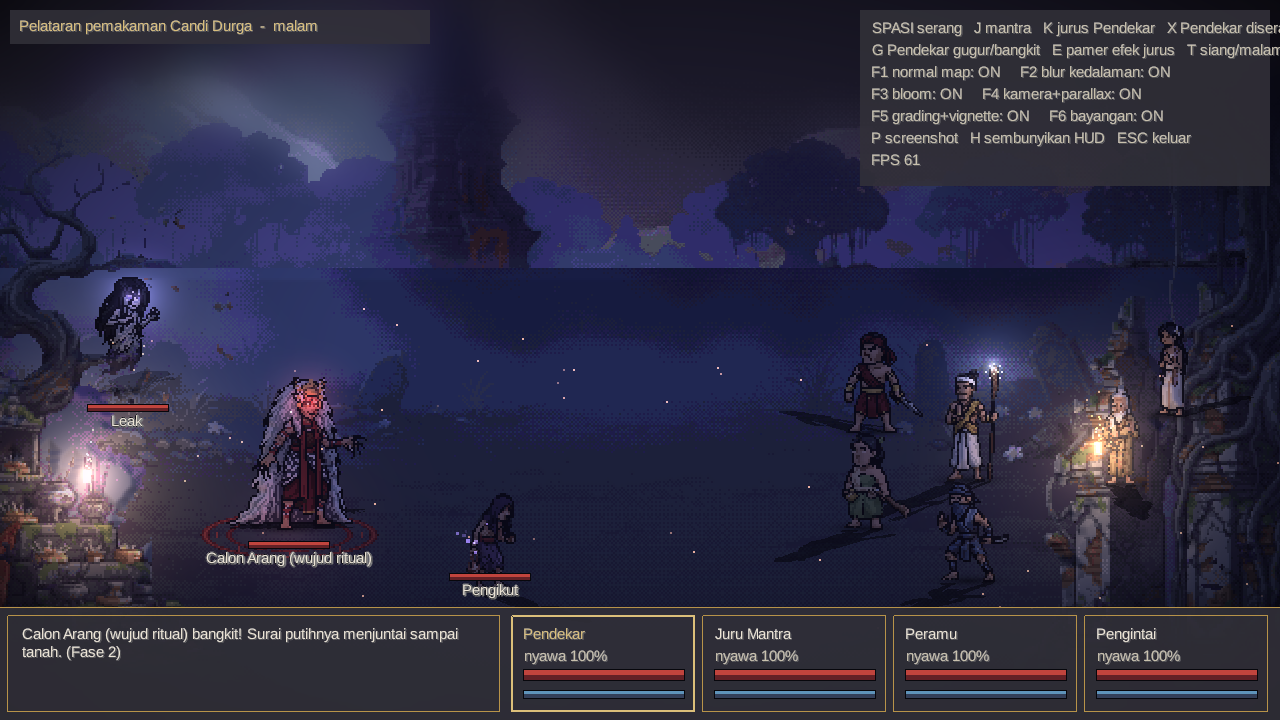 Pelataran pemakaman Candi Durga  -  malam
SPASI serang   J mantra   K jurus Pendekar   X Pendekar
G Pendekar gugur/bangkit   E pamer efek jurus   T siang/malam
F1 normal map: ON     F2 blur kedalaman: ON
F3 bloom: ON     F4 kamera+parallax: ON
F5 grading+vignette: ON     F6 bayangan: ON
P screenshot   H sembunyikan HUD   ESC keluar
FPS 61
Leak
Calon Arang (wujud ritual)
Pengikut
Calon Arang (wujud ritual) bangkit! Surai putihnya menjuntai sampai
tanah. (Fase 2)
Pendekar
nyawa 100%
Juru Mantra
nyawa 100%
Peramu
nyawa 100%
Pengintai
nyawa 100%